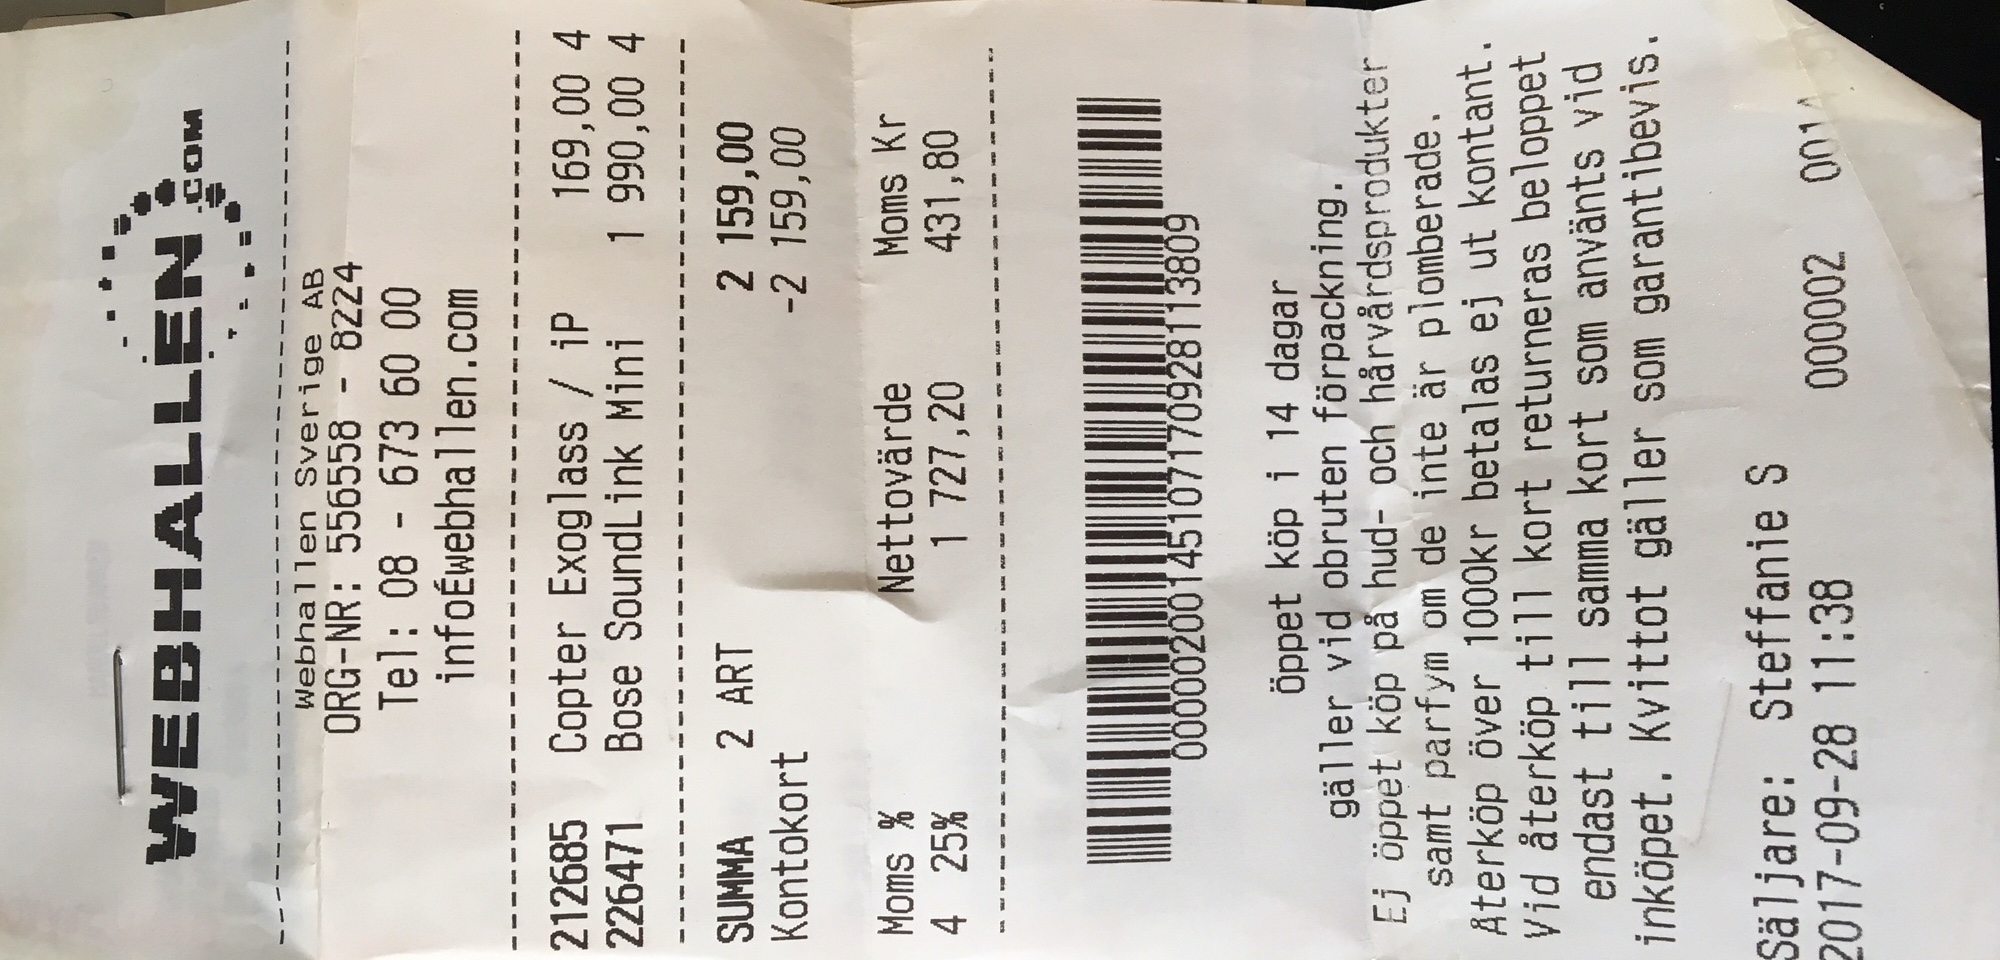 WEBHALLEN.COM
Webhallen Sverige AB
ORG-NR: 556558 - 8224
Tel: 08 - 673 60 00
infoÉwebhallen.com
212685 Copter Exoglass / iP 169,00 4
226471 Bose SoundLink Mini 1 990,00 4
SUMMA 2 ART 2 159,00
Kontokort -2 159,00
Moms % Nettovärde Moms Kr
4 25% 1 727,20 431,80
00000200145107170928113809
Öppet köp i 14 dagar
gäller vid obruten förpackning.
Ej öppet köp på hud- och hårvårdsprodukter
samt parfym om de inte är plomberade.
Återköp över 1000kr betalas ej ut kontant.
Vid återköp till kort returneras beloppet
endast till samma kort som använts vid
inköpet. Kvittot gäller som garantibevis.
Säljare: Steffanie S
2017-09-28 11:38 000002 0014